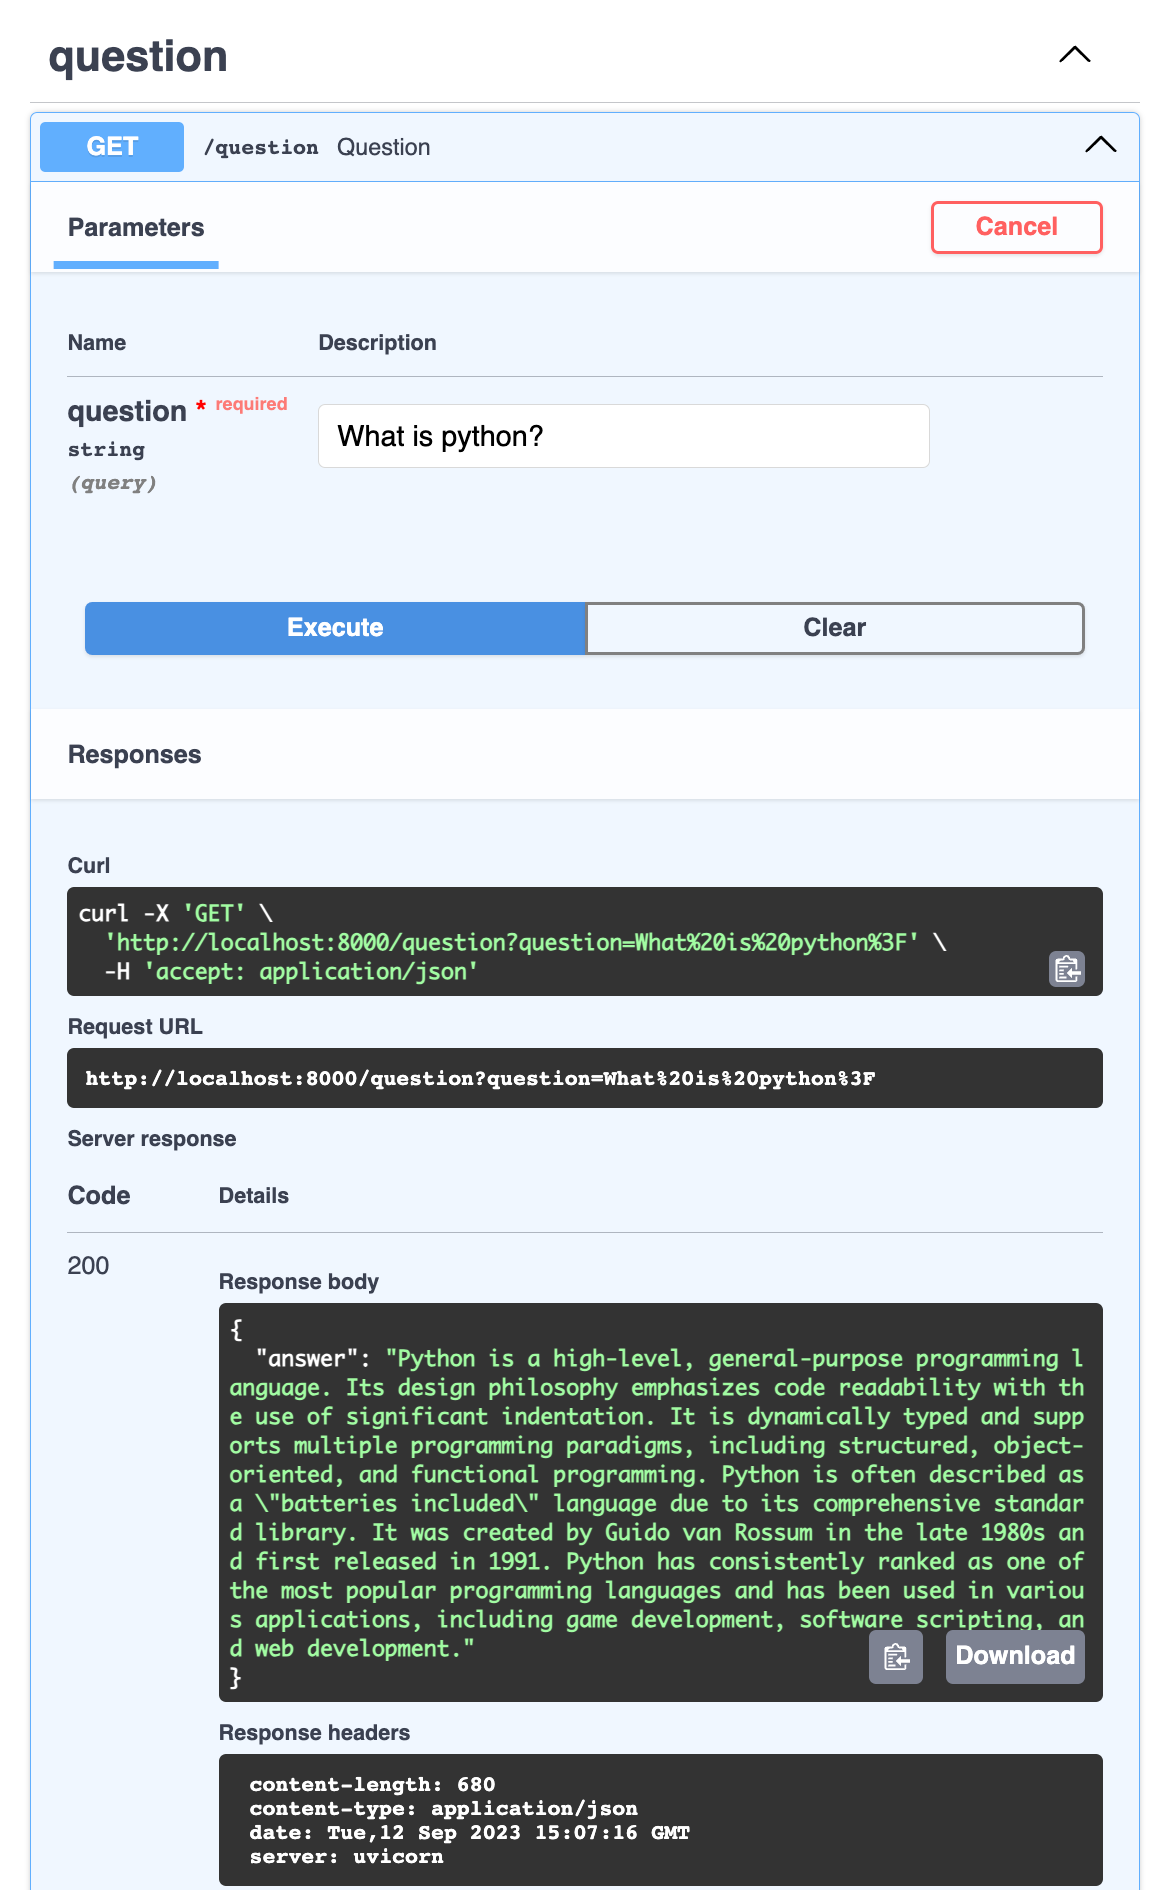 question
GET /question Question
Parameters
Cancel
Name Description
question * required
What is python?
string
(query)
Execute Clear
Responses
Curl
curl -X 'GET' \
'http://localhost:8000/question?question=What%20is%20python%3F' \
-H 'accept: application/json'
Request URL
http://localhost:8000/question?question=What%20is%20python%3F
Server response
Code Details
200
Response body
{
"answer": "Python is a high-level, general-purpose programming l
anguage. Its design philosophy emphasizes code readability with th
e use of significant indentation. It is dynamically typed and supp
orts multiple programming paradigms, including structured, object-
oriented, and functional programming. Python is often described as
a \"batteries included\" language due to its comprehensive standar
d library. It was created by Guido van Rossum in the late 1980s an
d first released in 1991. Python has consistently ranked as one of
the most popular programming languages and has been used in variou
s applications, including game development, software scripting, an
d web development."
}
Download
Response headers
content-length: 680
content-type: application/json
date: Tue,12 Sep 2023 15:07:16 GMT
server: uvicorn